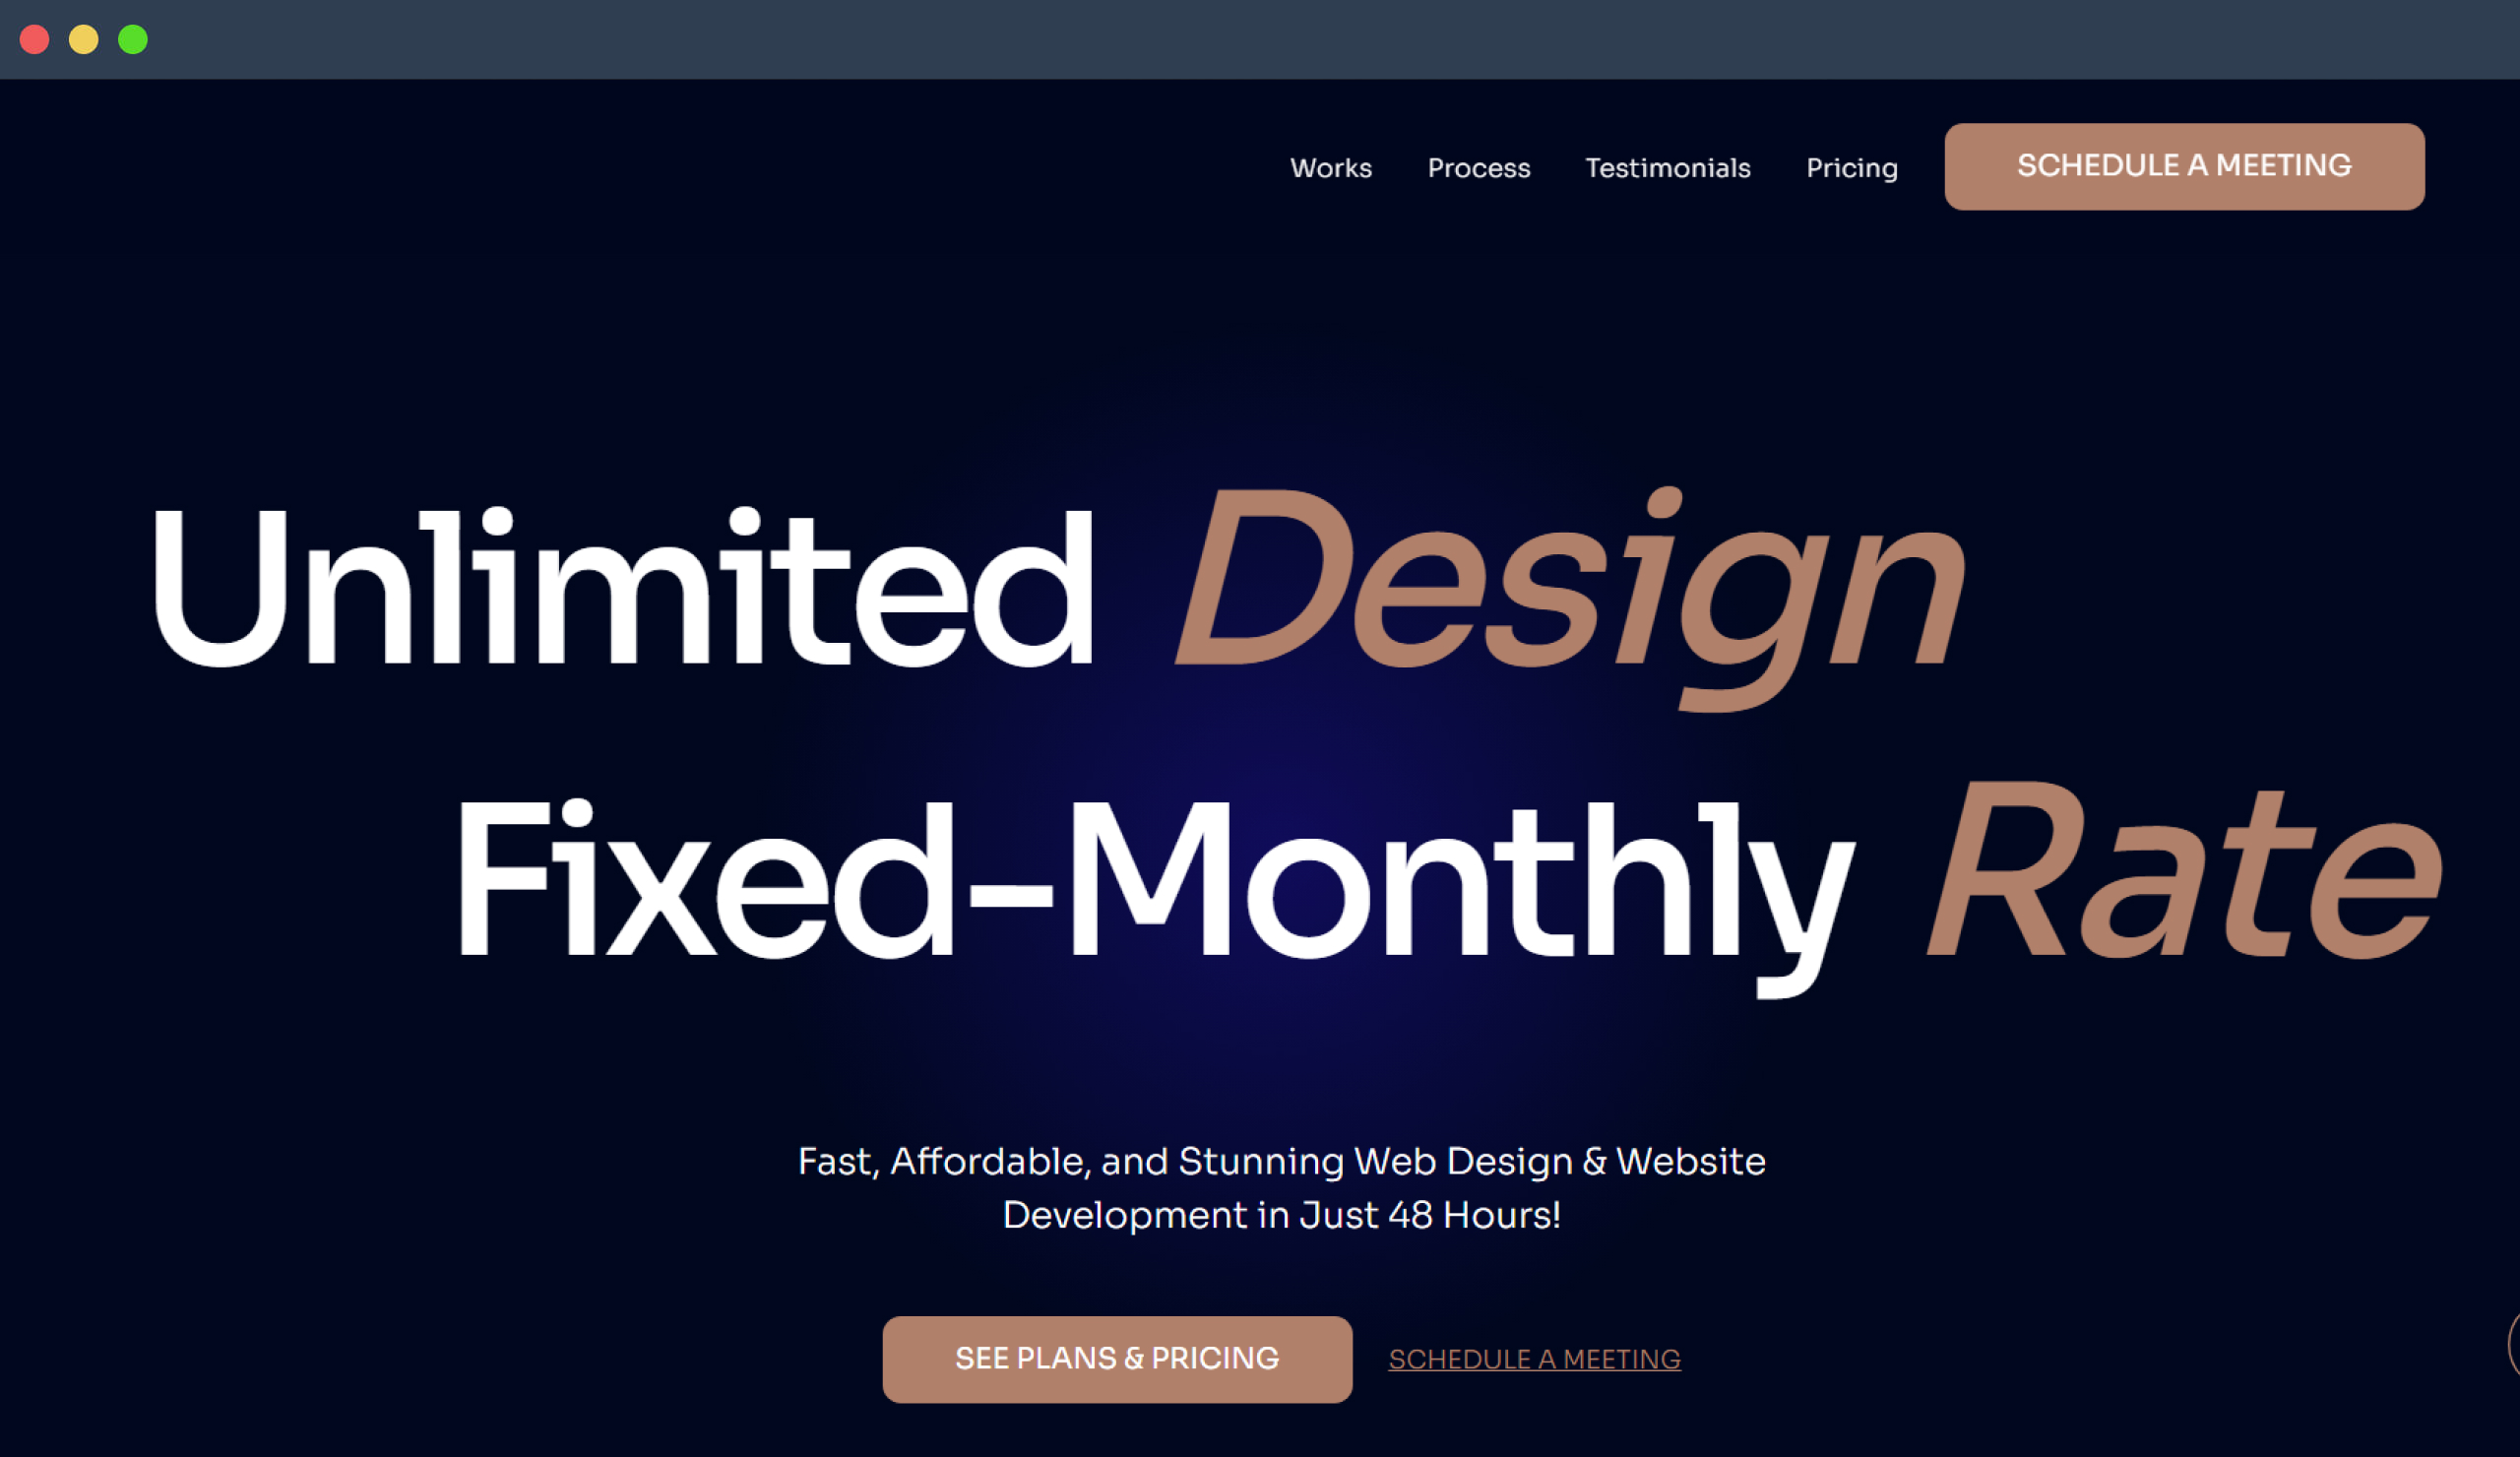 Works Process Testimonials Pricing SCHEDULE A MEETING
Unlimited Design
Fixed-Monthly Rate
Fast, Affordable, and Stunning Web Design & Website
Development in Just 48 Hours!
SEE PLANS & PRICING SCHEDULE A MEETING